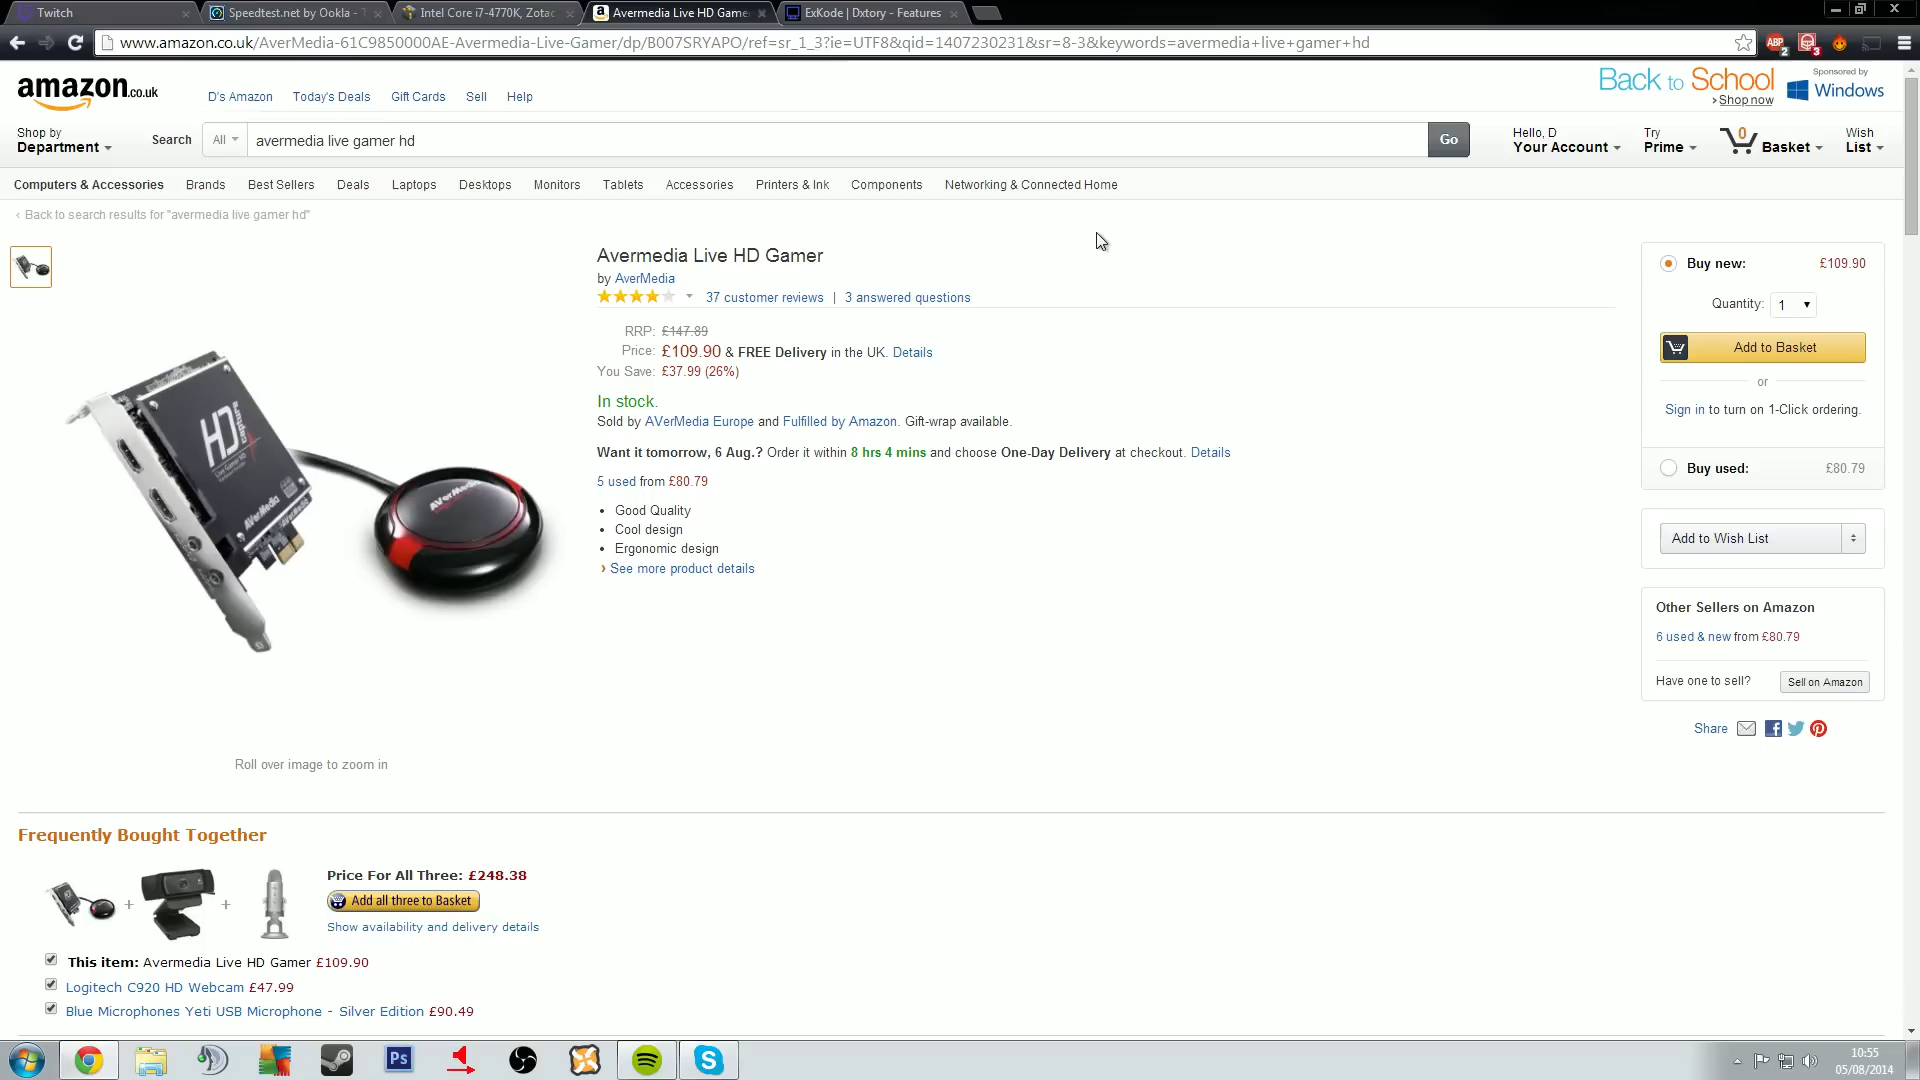 Twitch
Speedtest.net by Ookla - T
Intel Core i7-4770K, Zotac
Avermedia Live HD Game
ExKode | Dxtory - Features
www.amazon.co.uk/AverMedia-61C9850000AE-Avermedia-Live-Gamer/dp/B007SRYAPO/ref=sr_1_3?ie=UTF8&qid=1407230231&sr=8-3&keywords=avermedia+live+gamer+hd
ABP 2
3
amazon.co.uk
D's Amazon Today's Deals Gift Cards Sell Help
Back to School
›Shop now
Sponsored by
Windows
Shop by
Department
Search
All
avermedia live gamer hd
Go
Hello, D
Your Account
Try
Prime
0
Basket
Wish
List
Computers & Accessories Brands Best Sellers Deals Laptops Desktops Monitors Tablets Accessories Printers & Ink Components Networking & Connected Home
‹ Back to search results for "avermedia live gamer hd"
Avermedia Live HD Gamer
by AverMedia
37 customer reviews | 3 answered questions
RRP: £147.89
Price: £109.90 & FREE Delivery in the UK. Details
You Save: £37.99 (26%)
In stock.
Sold by AVerMedia Europe and Fulfilled by Amazon. Gift-wrap available.
Want it tomorrow, 6 Aug.? Order it within 8 hrs 4 mins and choose One-Day Delivery at checkout. Details
5 used from £80.79
• Good Quality
• Cool design
• Ergonomic design
› See more product details
HD
Capture
Live Gamer HD
AVerMedia
AVerMedia
Roll over image to zoom in
Buy new: £109.90
Quantity: 1
Add to Basket
or
Sign in to turn on 1-Click ordering.
Buy used: £80.79
Add to Wish List
Other Sellers on Amazon
6 used & new from £80.79
Have one to sell? Sell on Amazon
Share
Frequently Bought Together
+ +
Price For All Three: £248.38
Add all three to Basket
Show availability and delivery details
This item: Avermedia Live HD Gamer £109.90
Logitech C920 HD Webcam £47.99
Blue Microphones Yeti USB Microphone - Silver Edition £90.49
Ps
10:55
05/08/2014